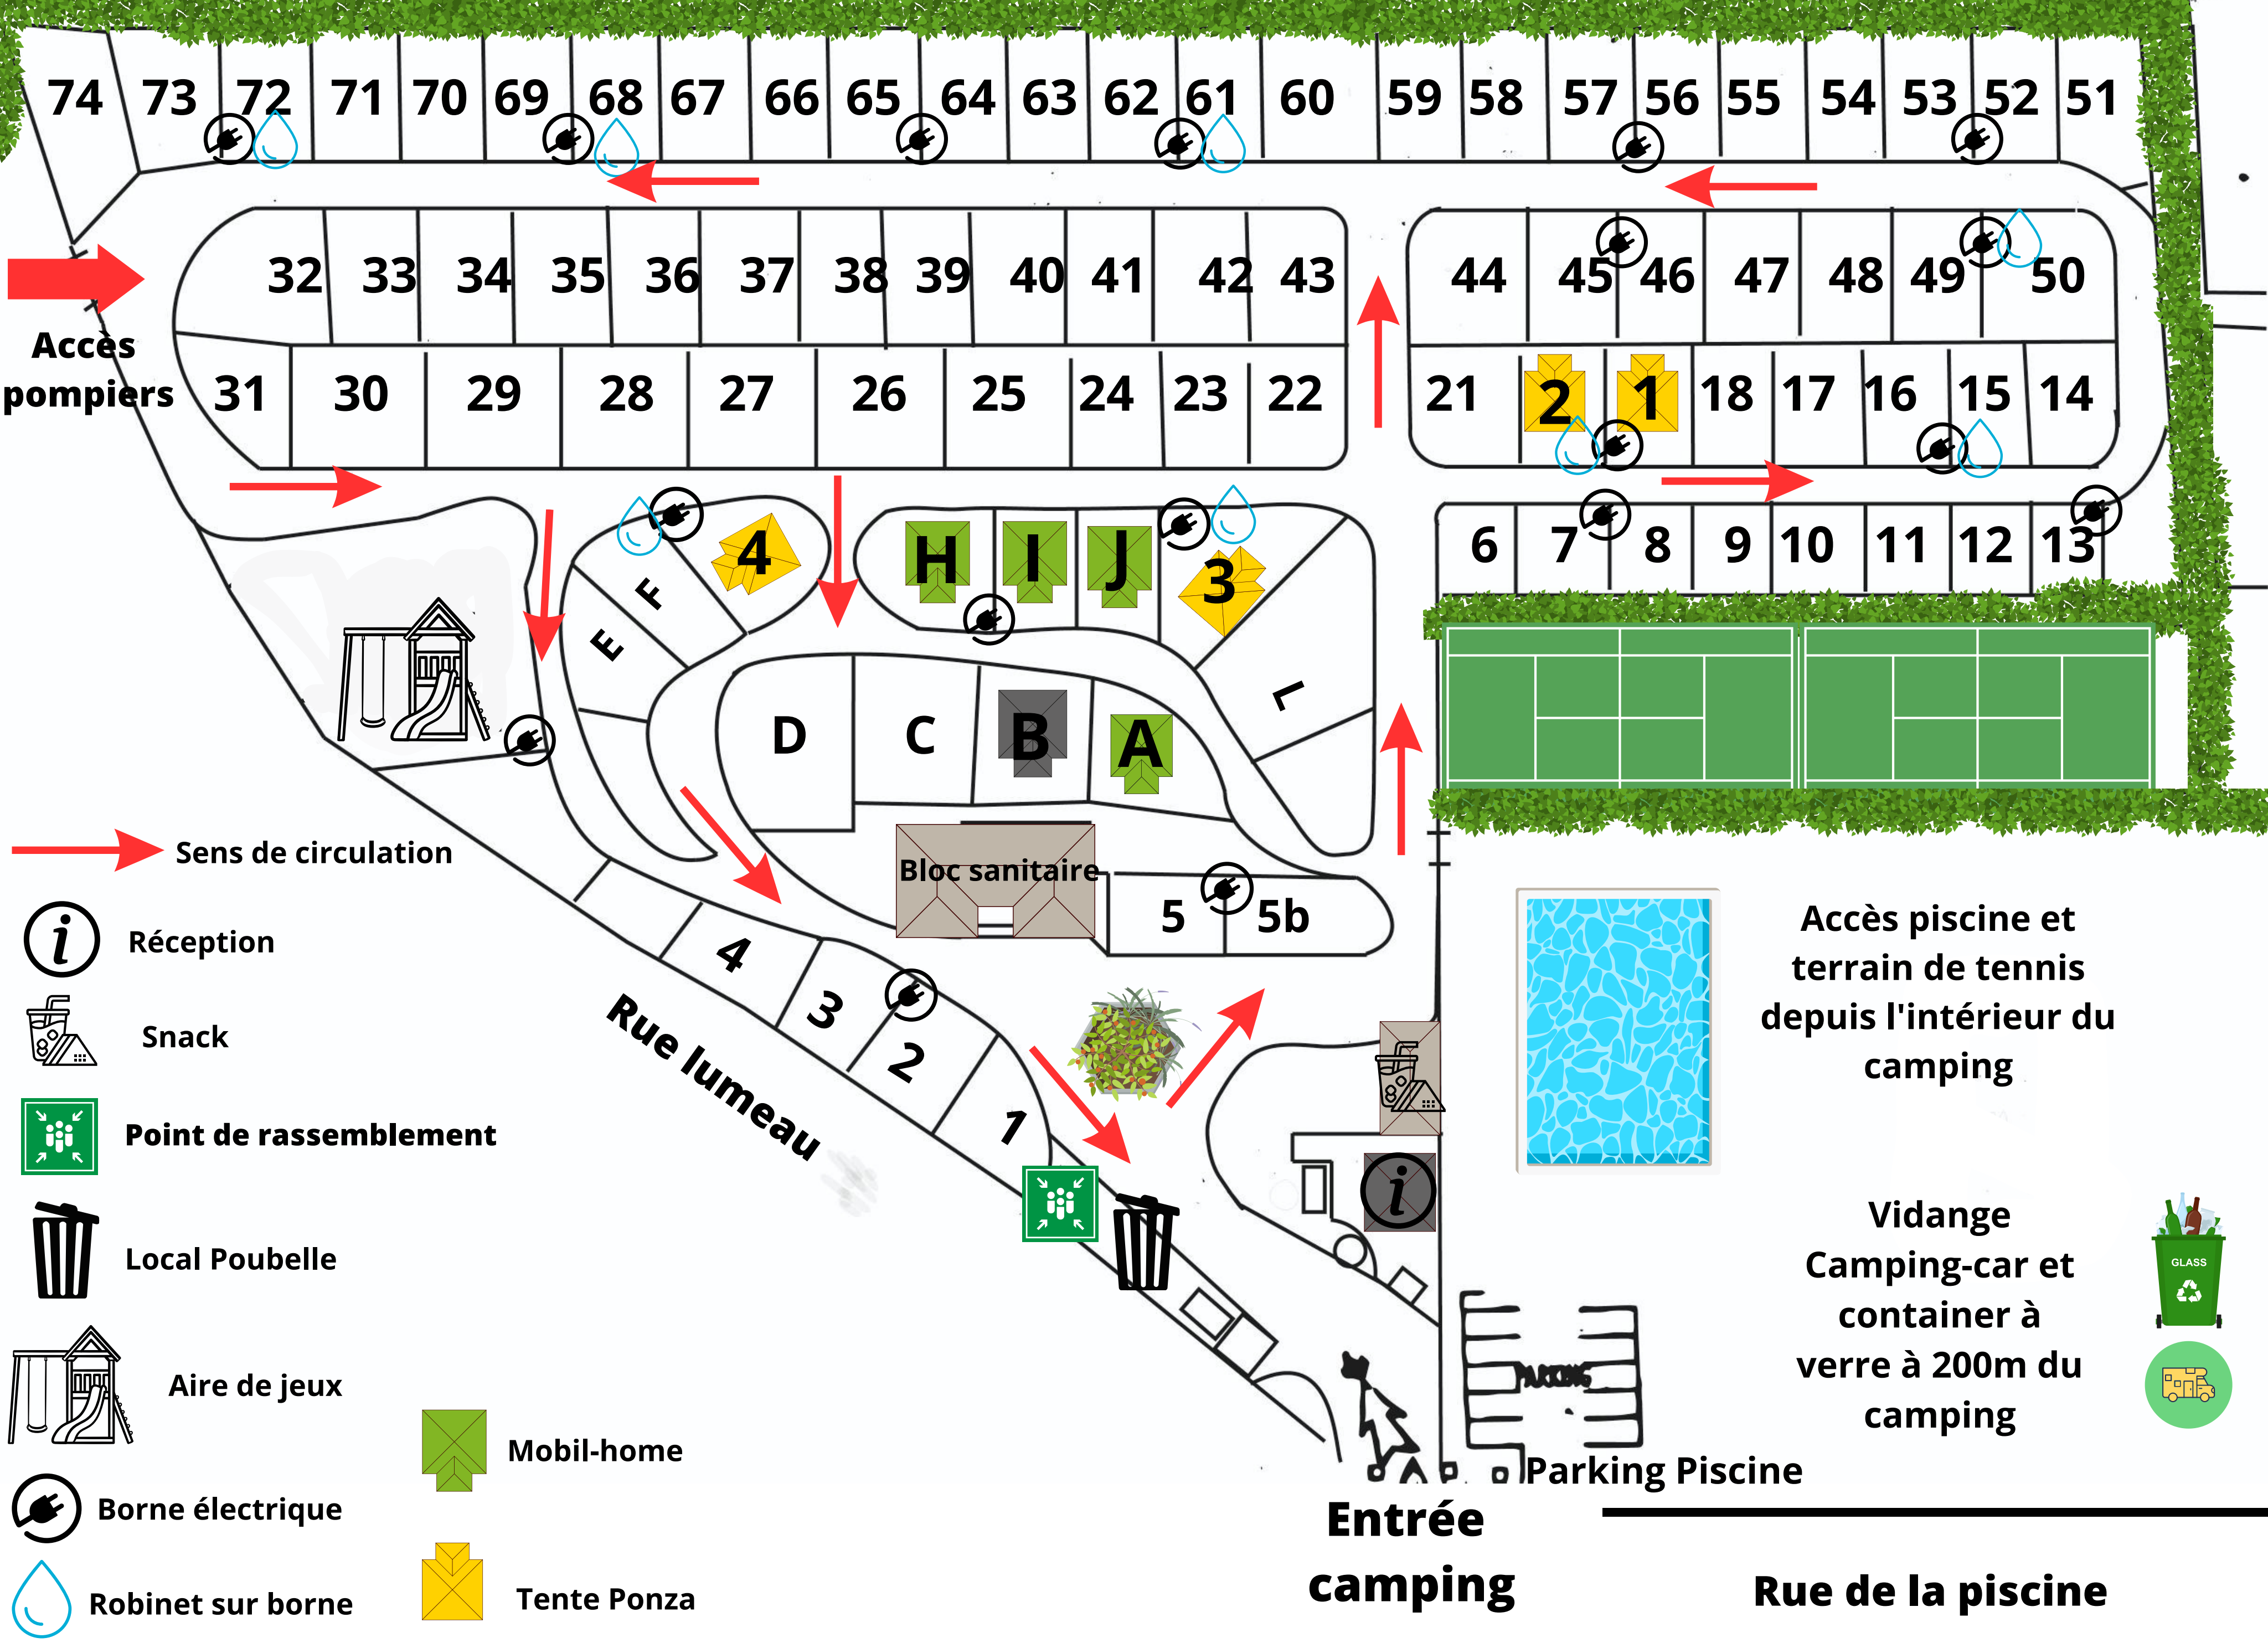 74 73 72 71 70 69 68 67 66 65 64 63 62 61 60 59 58 57 56 55 54 53 52 51
32 33 34 35 36 37 38 39 40 41 42 43 44 45 46 47 48 49 50
Accès
pompiers
31 30 29 28 27 26 25 24 23 22 21 2 1 18 17 16 15 14
6 7 8 9 10 11 12 13
E F 4 H I J 3 L
D C B A
Bloc sanitaire
5 5b
4 3 2 1
Rue lumeau
Sens de circulation
i Réception
Snack
Point de rassemblement
Local Poubelle
Aire de jeux
Borne électrique
Robinet sur borne
Mobil-home
Tente Ponza
i
Accès piscine et
terrain de tennis
depuis l'intérieur du
camping
Vidange
Camping-car et
container à
verre à 200m du
camping
GLASS
PARKING
Parking Piscine
Entrée
camping
Rue de la piscine